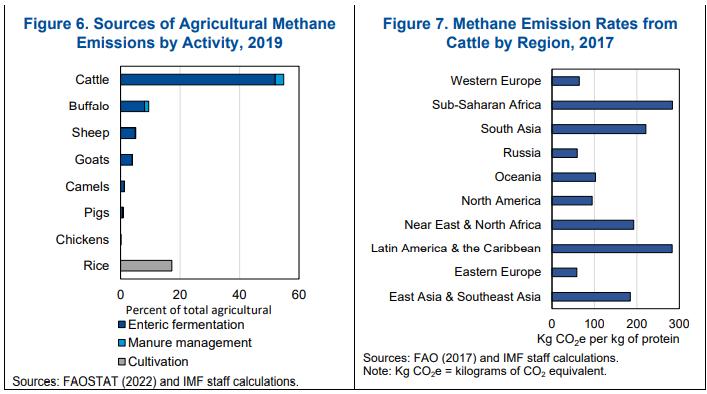 Figure 6. Sources of Agricultural Methane
Emissions by Activity, 2019
Cattle
Buffalo
Sheep
Goats
Camels
Pigs
Chickens
Rice
0 20 40 60
Percent of total agricultural
Enteric fermentation
Manure management
Cultivation
Sources: FAOSTAT (2022) and IMF staff calculations.
Figure 7. Methane Emission Rates from
Cattle by Region, 2017
Western Europe
Sub-Saharan Africa
South Asia
Russia
Oceania
North America
Near East & North Africa
Latin America & the Caribbean
Eastern Europe
East Asia & Southeast Asia
0 100 200 300
Kg CO₂e per kg of protein
Sources: FAO (2017) and IMF staff calculations.
Note: Kg CO₂e = kilograms of CO₂ equivalent.